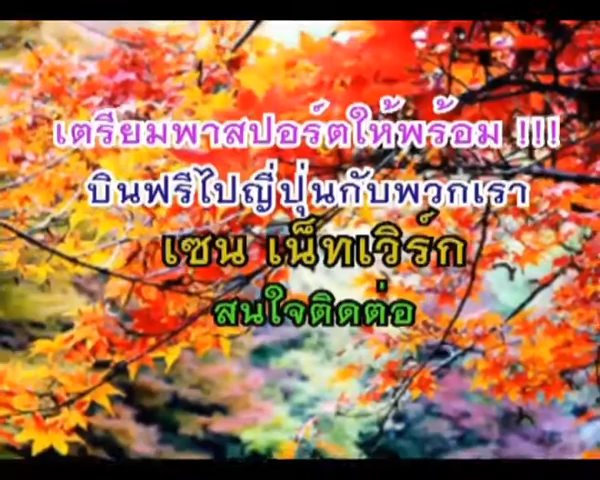 เตรียมพาสปอร์ตให้พร้อม !!!
บินฟรีไปญี่ปุ่นกับพวกเรา
เซน เน็ทเวิร์ก
สนใจติดต่อ